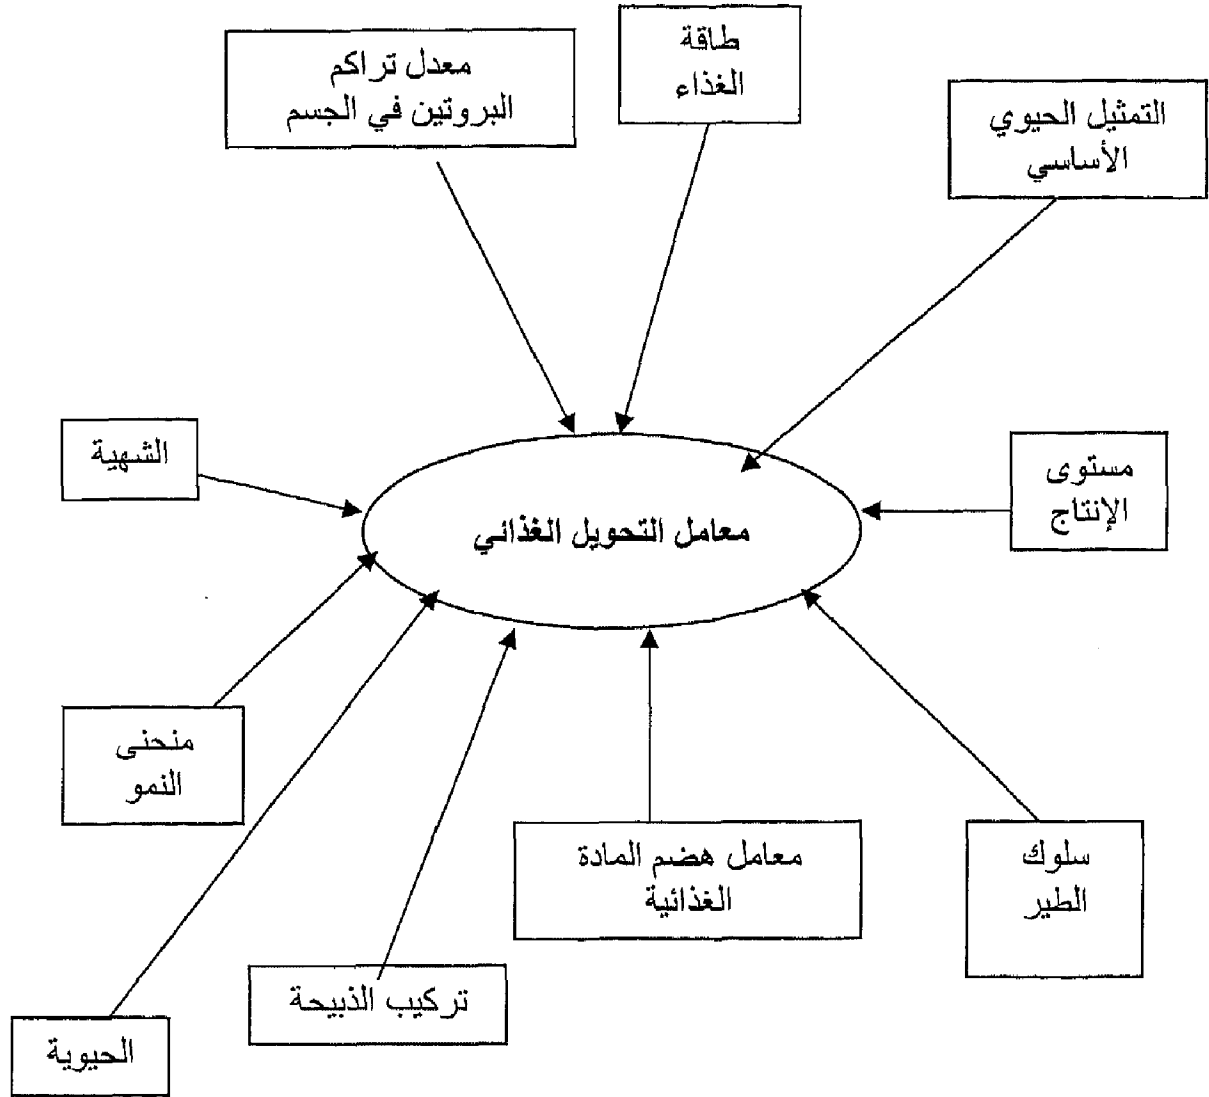 طاقة
الغذاء
معدل تراكم
البروتين في الجسم
التمثيل الحيوي
الأساسي
الشهية
مستوى
الإنتاج
معامل التحويل الغذائي
منحنى
النمو
معامل هضم المادة
الغذائية
سلوك
الطير
تركيب الذبيحة
الحيوية